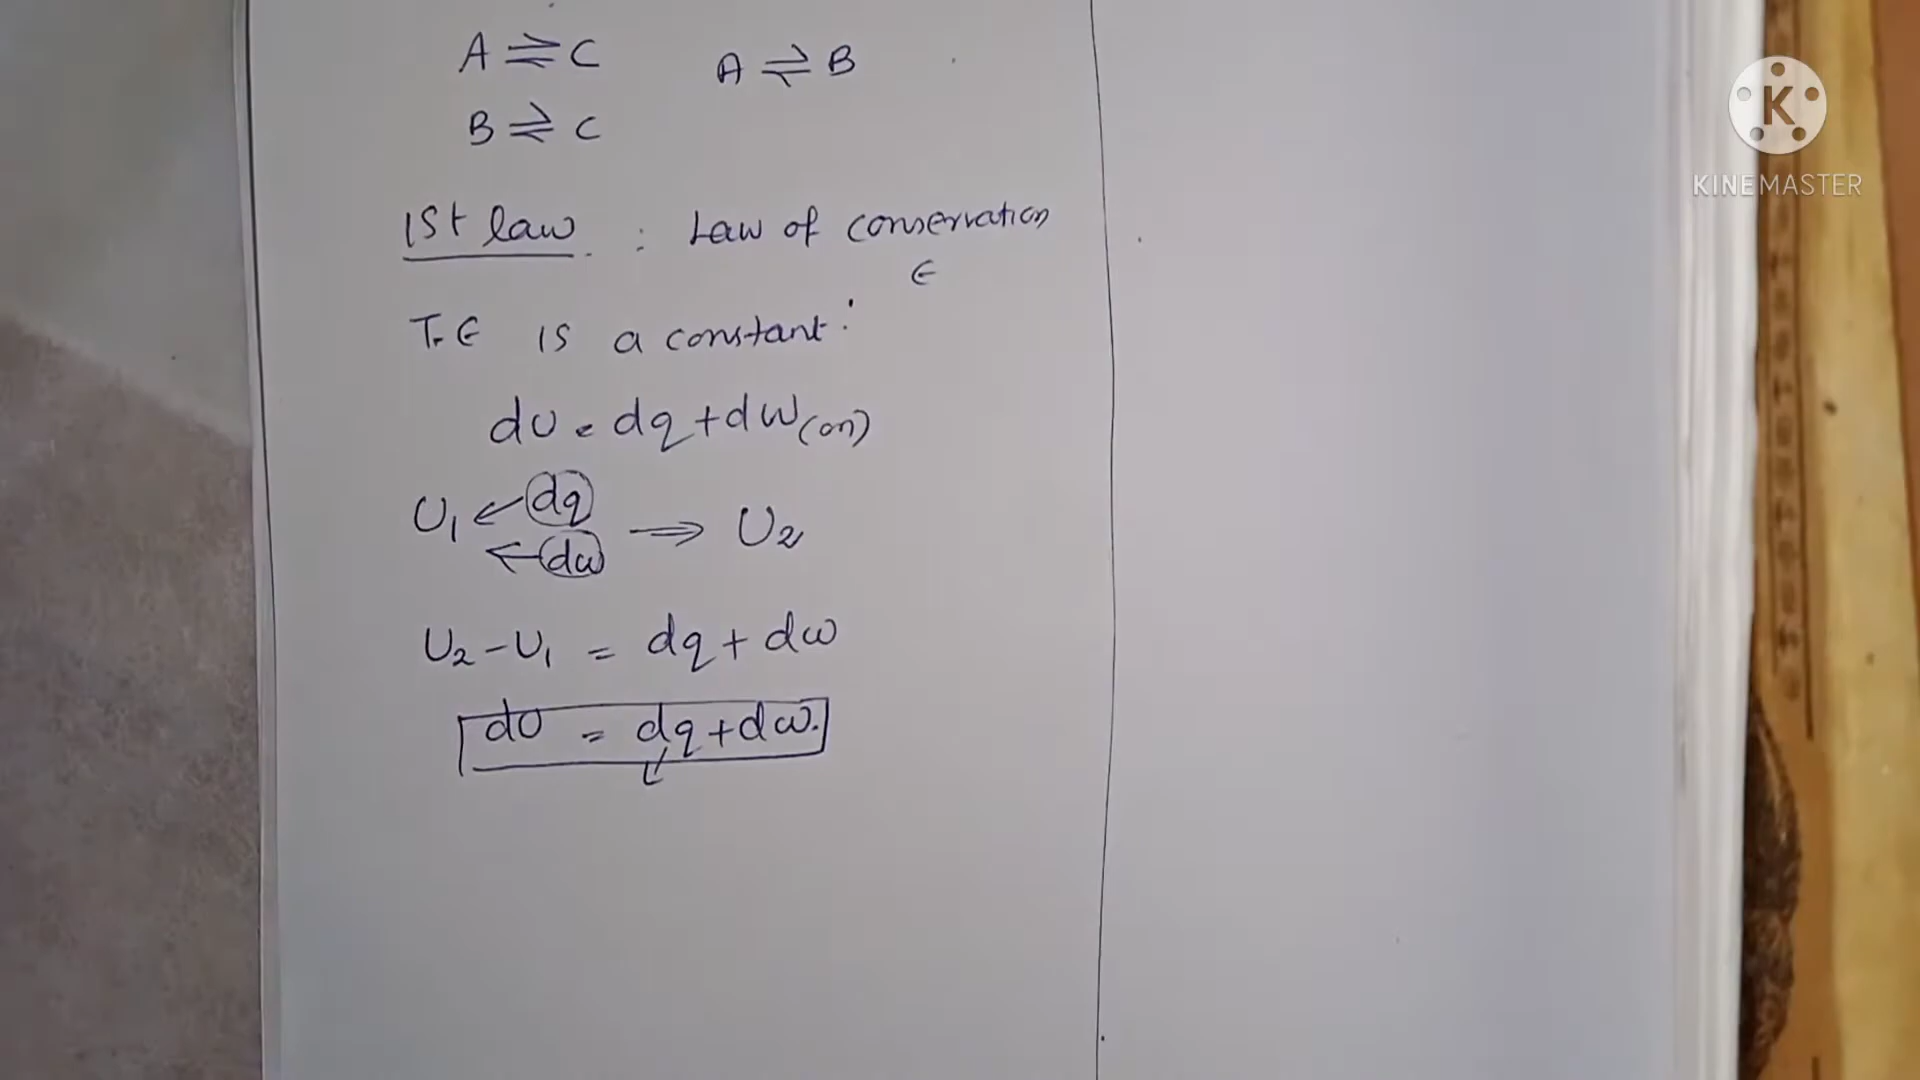 A ⇌ C A ⇌ B
B ⇌ C
1st law : Law of conservation
E
T.E is a constant.
dU = dq + dw(on)
U₁ ← dq
← dw → U₂
U₂ - U₁ = dq + dw
dU = dq + dw.
K
KINEMASTER